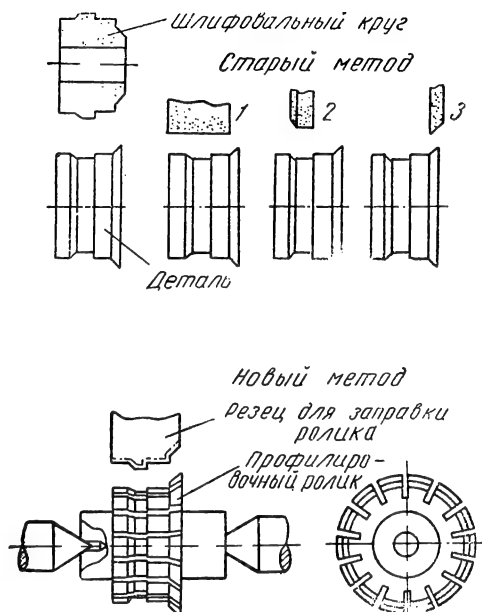 Шлифовальный круг
Старый метод
1 2 3
Деталь
Новый метод
Резец для заправки
ролика
Профилиро-
вочный ролик